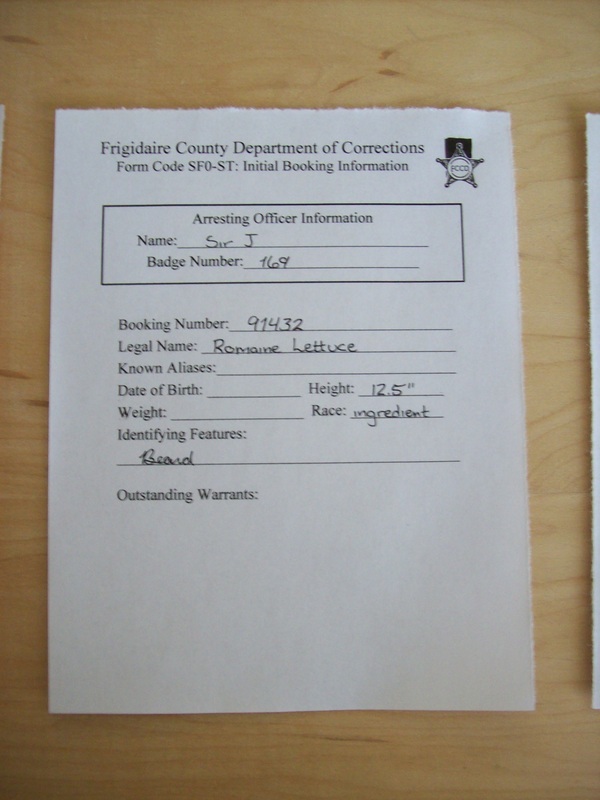 Frigidaire County Department of Corrections
Form Code SF0-ST: Initial Booking Information
FCCD
Arresting Officer Information
Name: Sir J
Badge Number: 169
Booking Number: 91432
Legal Name: Romaine Lettuce
Known Aliases:
Date of Birth: Height: 12.5"
Weight: Race: ingredient
Identifying Features:
Beard
Outstanding Warrants: